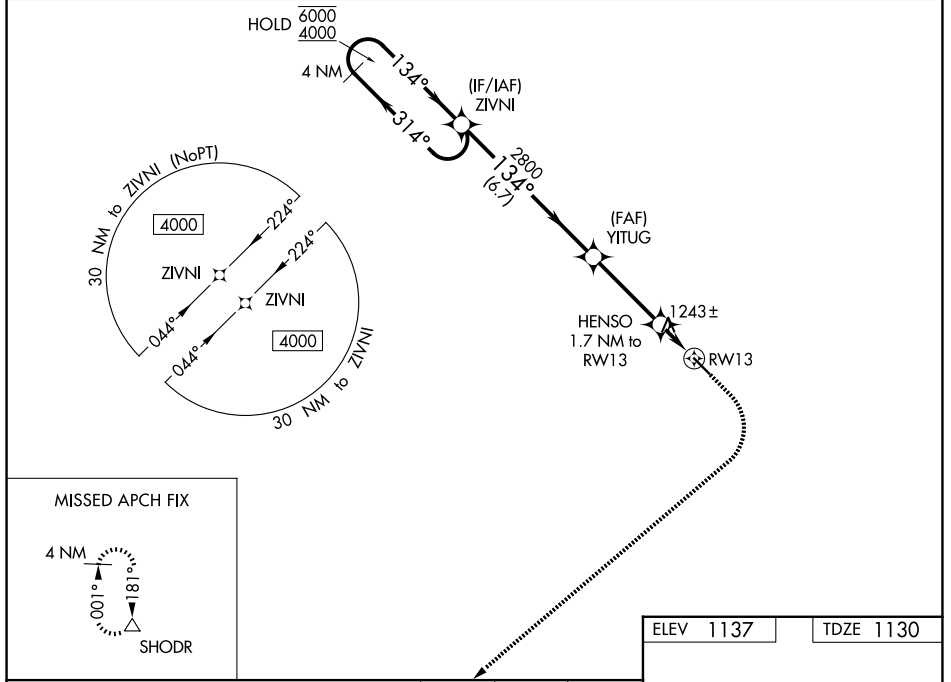 HOLD 6000
4000
4 NM
134°
314°
(IF/IAF)
ZIVNI
2800
134°
(6.7)
(FAF)
YITUG
HENSO
1.7 NM to
RW13
1243±
RW13
30 NM to ZIVNI (NoPT)
4000
224°
ZIVNI
044°
224°
ZIVNI
4000
044°
30 NM to ZIVNI
MISSED APCH FIX
4 NM
001°
181°
SHODR
ELEV 1137
TDZE 1130